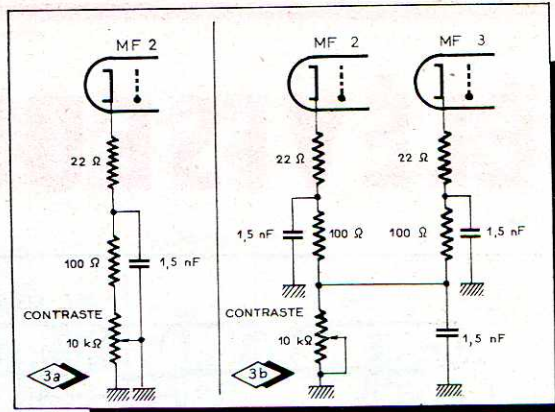 MF 2
22 Ω
100 Ω
1,5 nF
CONTRASTE
10 kΩ
3a
MF 2
MF 3
22 Ω
22 Ω
1,5 nF
100 Ω
100 Ω
1,5 nF
CONTRASTE
10 kΩ
1,5 nF
3b